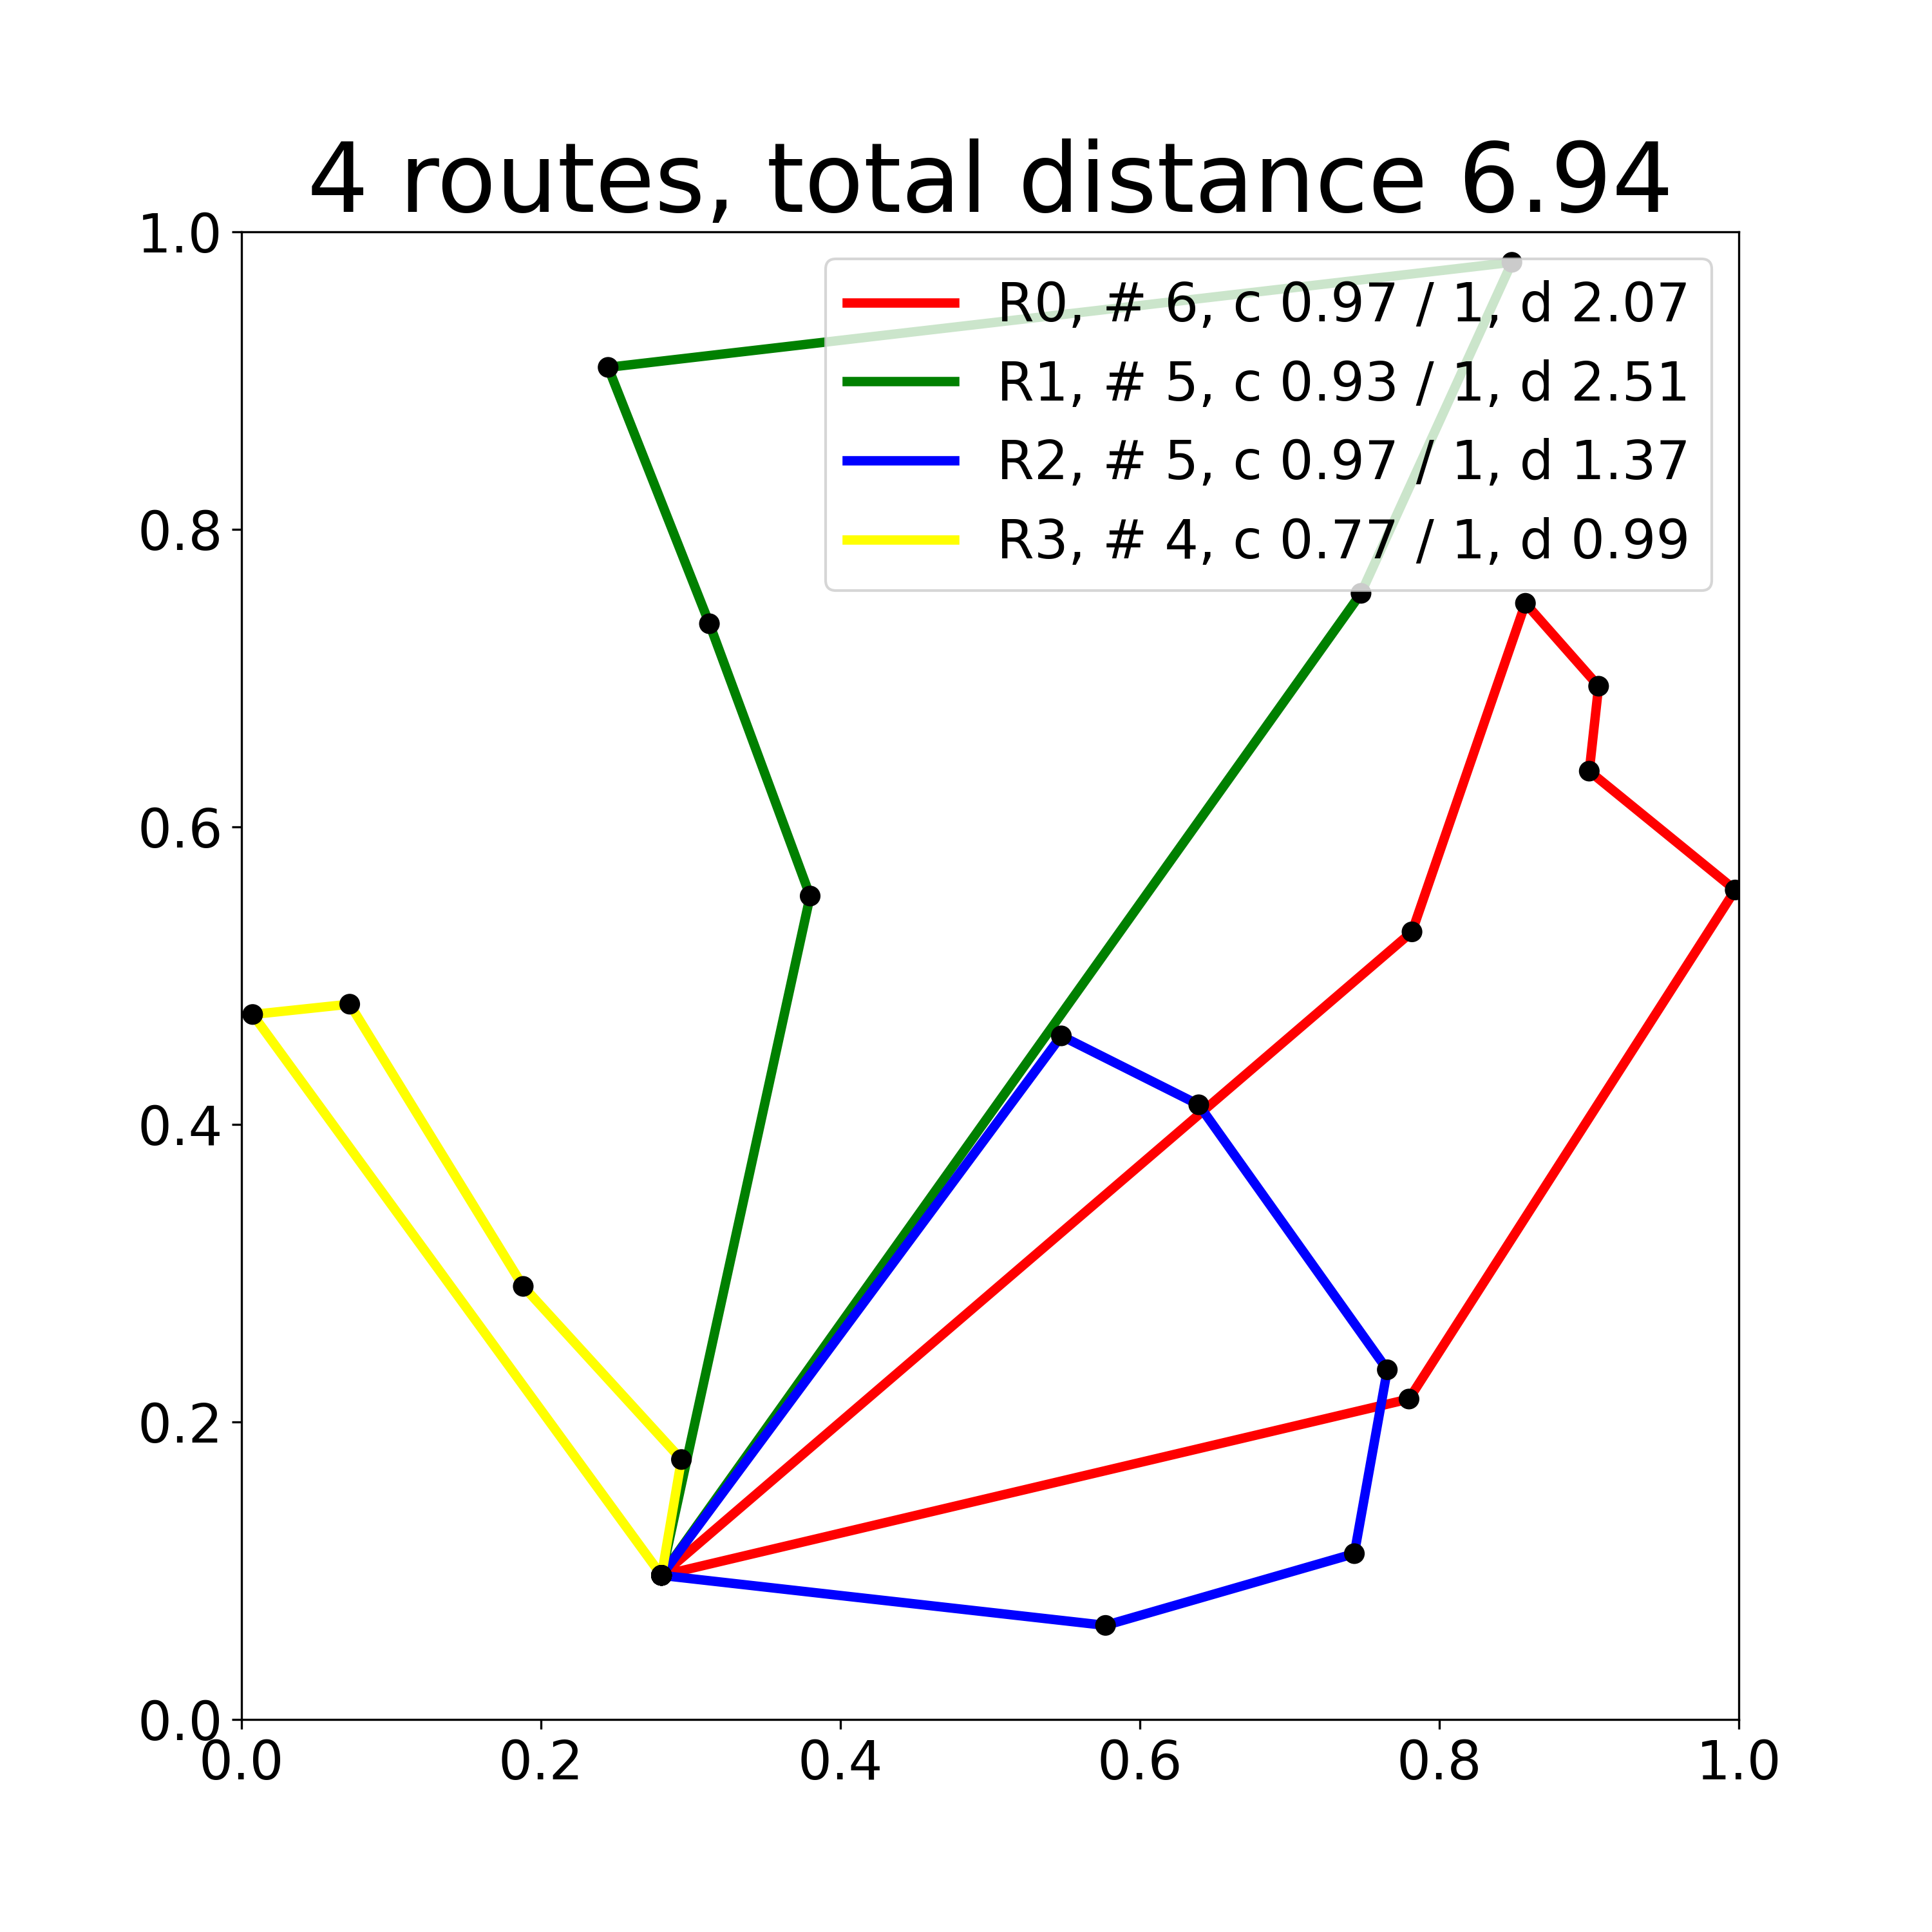 4 routes, total distance 6.94
R0, # 6, c 0.97 / 1, d 2.07
R1, # 5, c 0.93 / 1, d 2.51
R2, # 5, c 0.97 / 1, d 1.37
R3, # 4, c 0.77 / 1, d 0.99
1.0
0.8
0.6
0.4
0.2
0.0
0.0 0.2 0.4 0.6 0.8 1.0